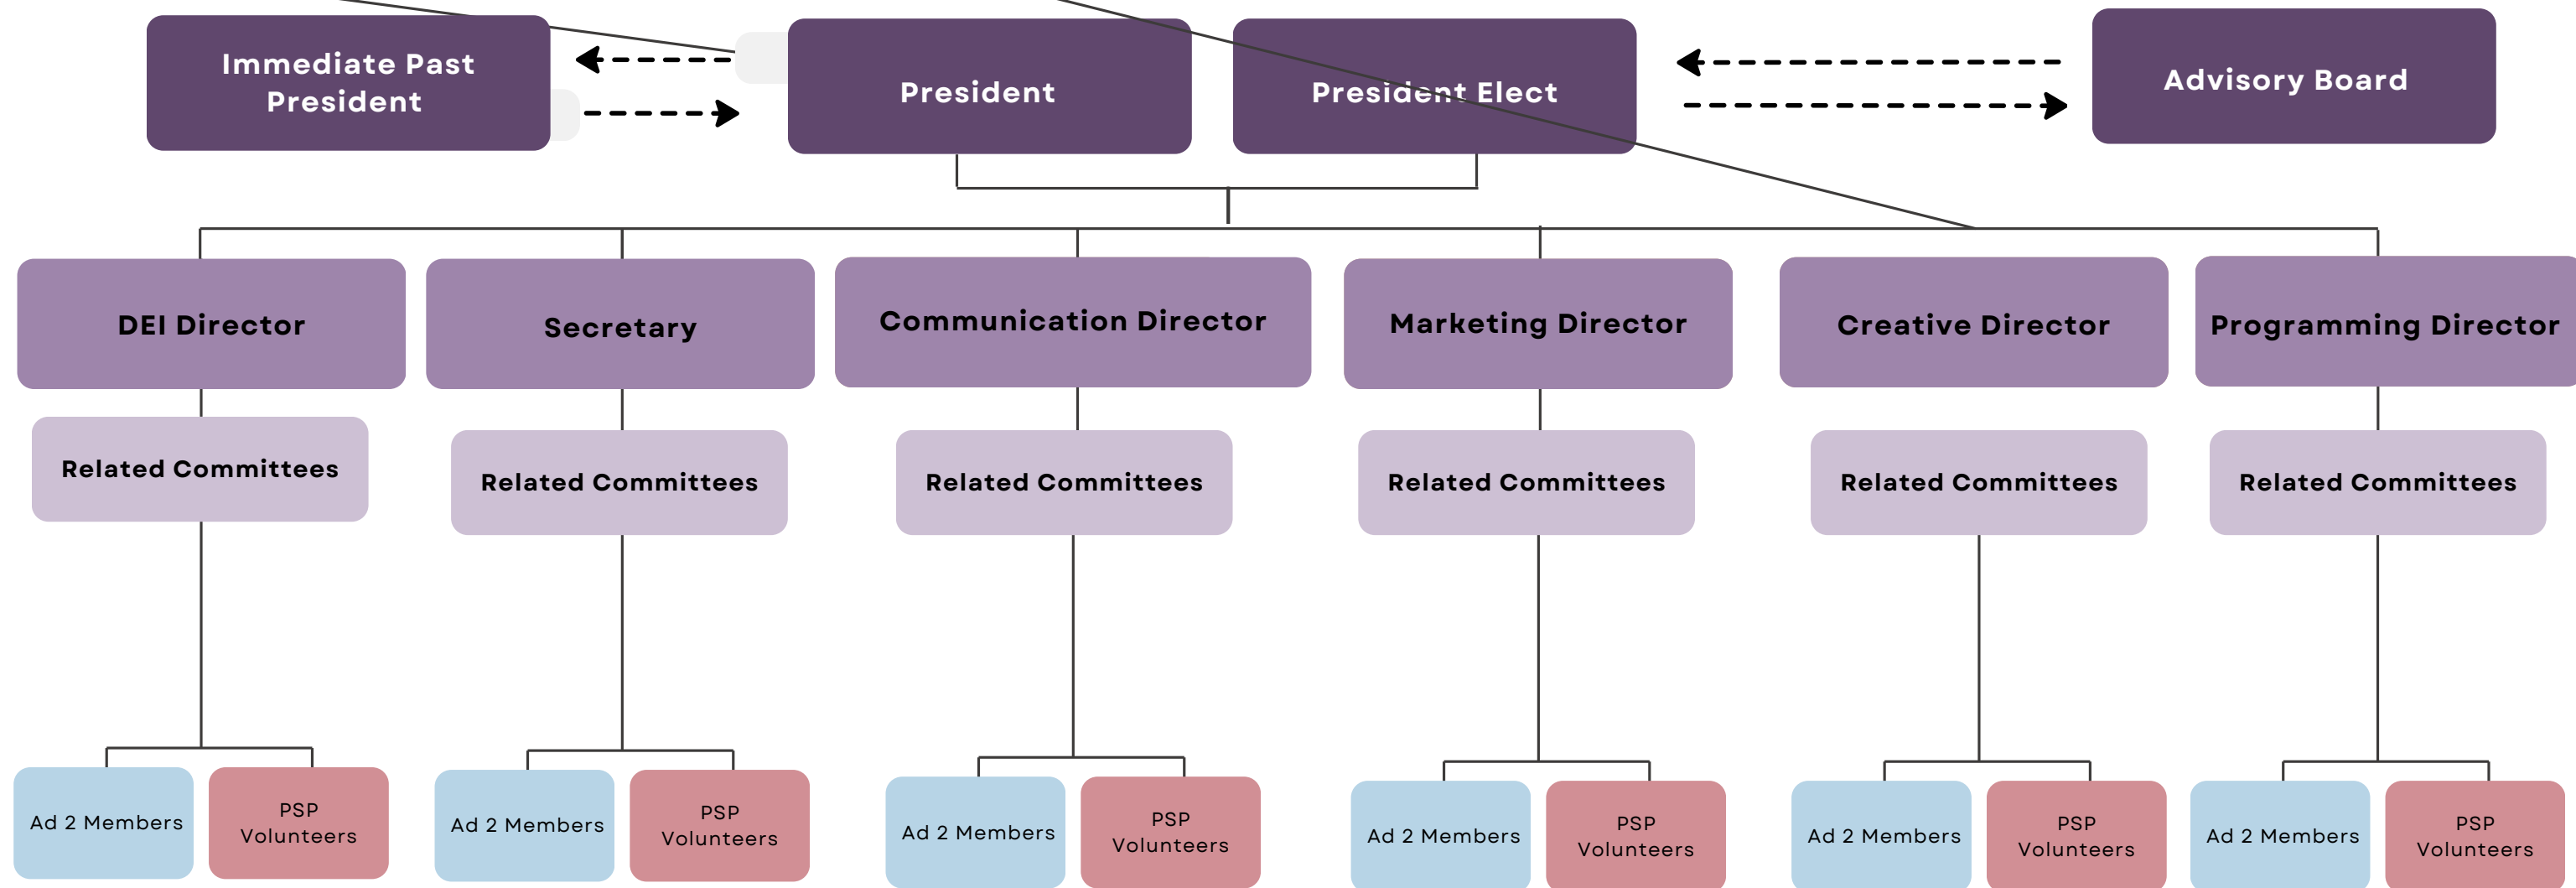 Immediate Past
President
President
President Elect
Advisory Board
DEI Director
Secretary
Communication Director
Marketing Director
Creative Director
Programming Director
Related Committees
Related Committees
Related Committees
Related Committees
Related Committees
Related Committees
Ad 2 Members
PSP
Volunteers
Ad 2 Members
PSP
Volunteers
Ad 2 Members
PSP
Volunteers
Ad 2 Members
PSP
Volunteers
Ad 2 Members
PSP
Volunteers
Ad 2 Members
PSP
Volunteers